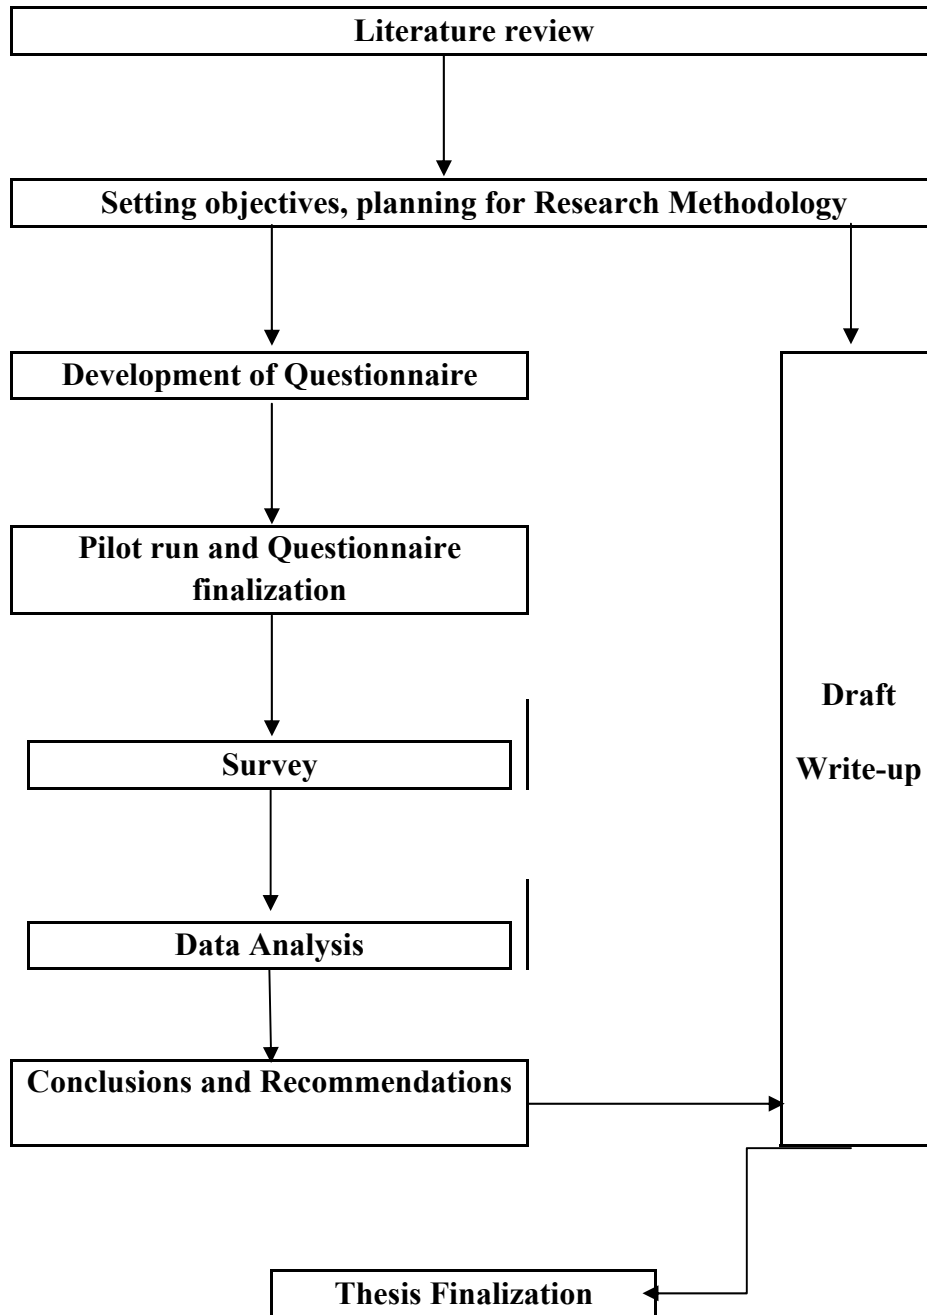 Literature review
Setting objectives, planning for Research Methodology
Development of Questionnaire
Pilot run and Questionnaire
finalization
Survey
Data Analysis
Conclusions and Recommendations
Draft
Write-up
Thesis Finalization